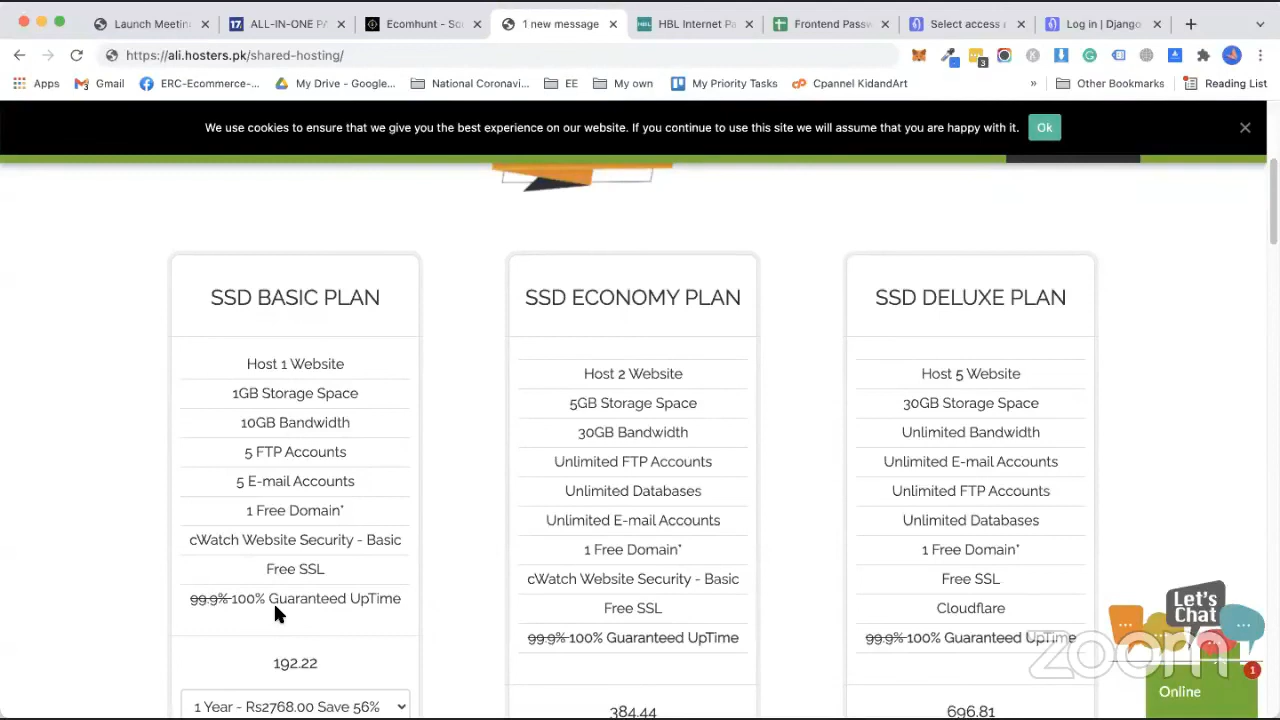 Launch Meetin
ALL-IN-ONE PA
Ecomhunt - So
1 new message
HBL Internet Pa
Frontend Passw
Select access
Log in | Django
https://ali.hosters.pk/shared-hosting/
Apps
Gmail
ERC-Ecommerce-...
My Drive - Google...
National Coronavi...
EE
My own
My Priority Tasks
Cpannel KidandArt
»
Other Bookmarks
Reading List
We use cookies to ensure that we give you the best experience on our website. If you continue to use this site we will assume that you are happy with it.
Ok
SSD BASIC PLAN
Host 1 Website
1GB Storage Space
10GB Bandwidth
5 FTP Accounts
5 E-mail Accounts
1 Free Domain*
cWatch Website Security - Basic
Free SSL
99.9% 100% Guaranteed UpTime
192.22
1 Year - Rs2768.00 Save 56%
SSD ECONOMY PLAN
Host 2 Website
5GB Storage Space
30GB Bandwidth
Unlimited FTP Accounts
Unlimited Databases
Unlimited E-mail Accounts
1 Free Domain*
cWatch Website Security - Basic
Free SSL
99.9% 100% Guaranteed UpTime
384.44
SSD DELUXE PLAN
Host 5 Website
30GB Storage Space
Unlimited Bandwidth
Unlimited E-mail Accounts
Unlimited FTP Accounts
Unlimited Databases
1 Free Domain*
Free SSL
Cloudflare
99.9% 100% Guaranteed UpTime
696.81
Let's
Chat
zoom
Online
1